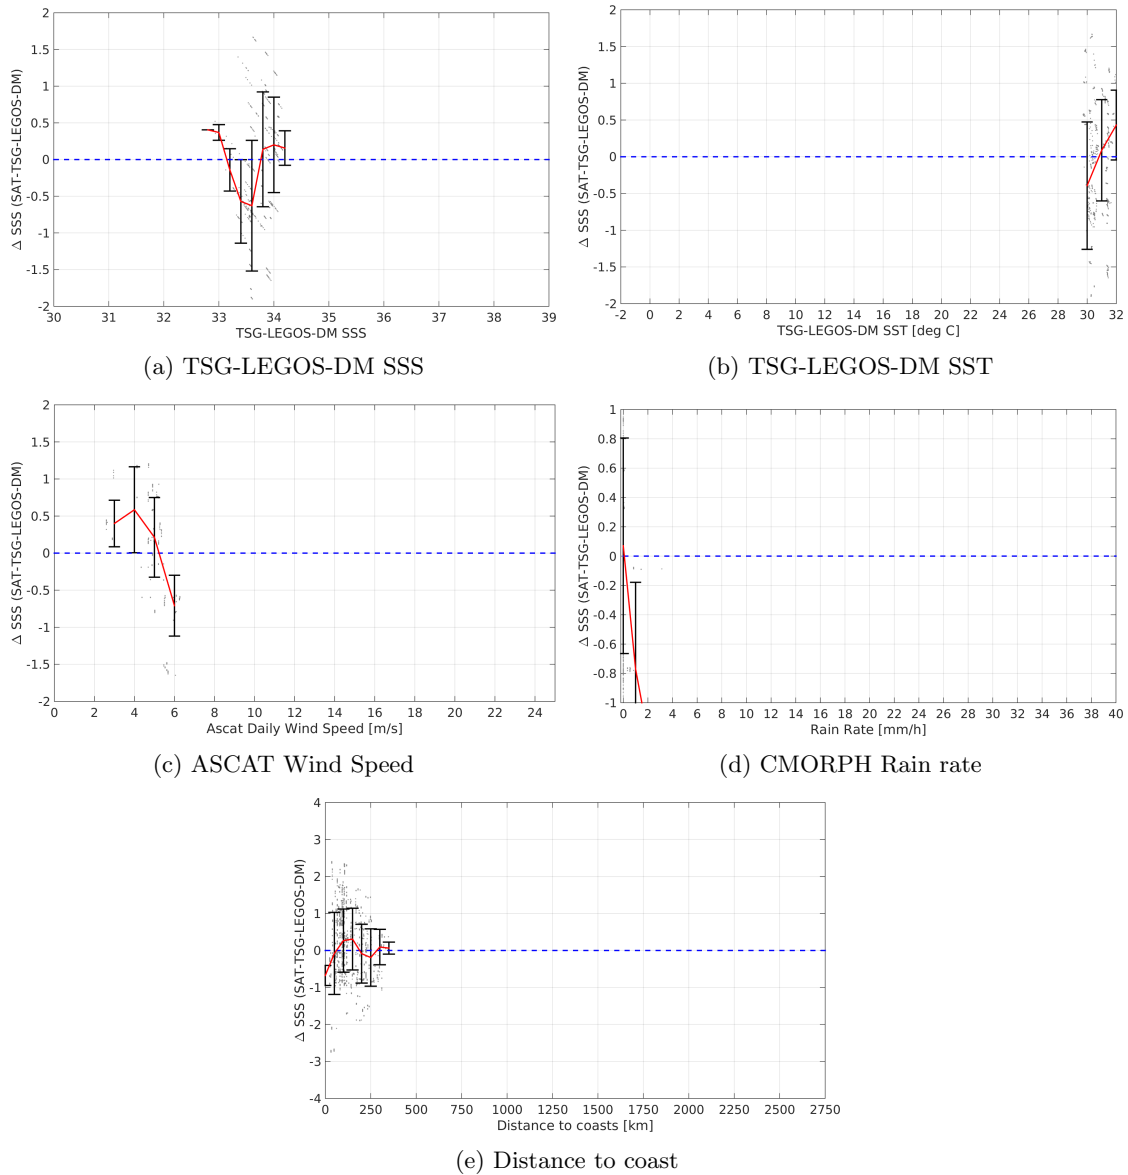 2
1.5
1
0.5
0
-0.5
-1
-1.5
-2
Δ SSS (SAT-TSG-LEGOS-DM)
30 31 32 33 34 35 36 37 38 39
TSG-LEGOS-DM SSS
(a) TSG-LEGOS-DM SSS
2
1.5
1
0.5
0
-0.5
-1
-1.5
-2
Δ SSS (SAT-TSG-LEGOS-DM)
-2 0 2 4 6 8 10 12 14 16 18 20 22 24 26 28 30 32
TSG-LEGOS-DM SST [deg C]
(b) TSG-LEGOS-DM SST
2
1.5
1
0.5
0
-0.5
-1
-1.5
-2
Δ SSS (SAT-TSG-LEGOS-DM)
0 2 4 6 8 10 12 14 16 18 20 22 24
Ascat Daily Wind Speed [m/s]
(c) ASCAT Wind Speed
1
0.8
0.6
0.4
0.2
0
-0.2
-0.4
-0.6
-0.8
-1
Δ SSS (SAT-TSG-LEGOS-DM)
0 2 4 6 8 10 12 14 16 18 20 22 24 26 28 30 32 34 36 38 40
Rain Rate [mm/h]
(d) CMORPH Rain rate
4
3
2
1
0
-1
-2
-3
-4
Δ SSS (SAT-TSG-LEGOS-DM)
0 250 500 750 1000 1250 1500 1750 2000 2250 2500 2750
Distance to coasts [km]
(e) Distance to coast